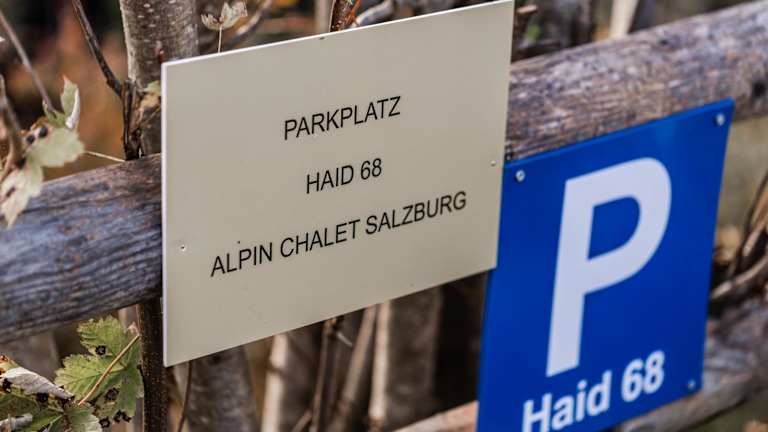 PARKPLATZ
HAID 68
ALPIN CHALET SALZBURG
P
Haid 68